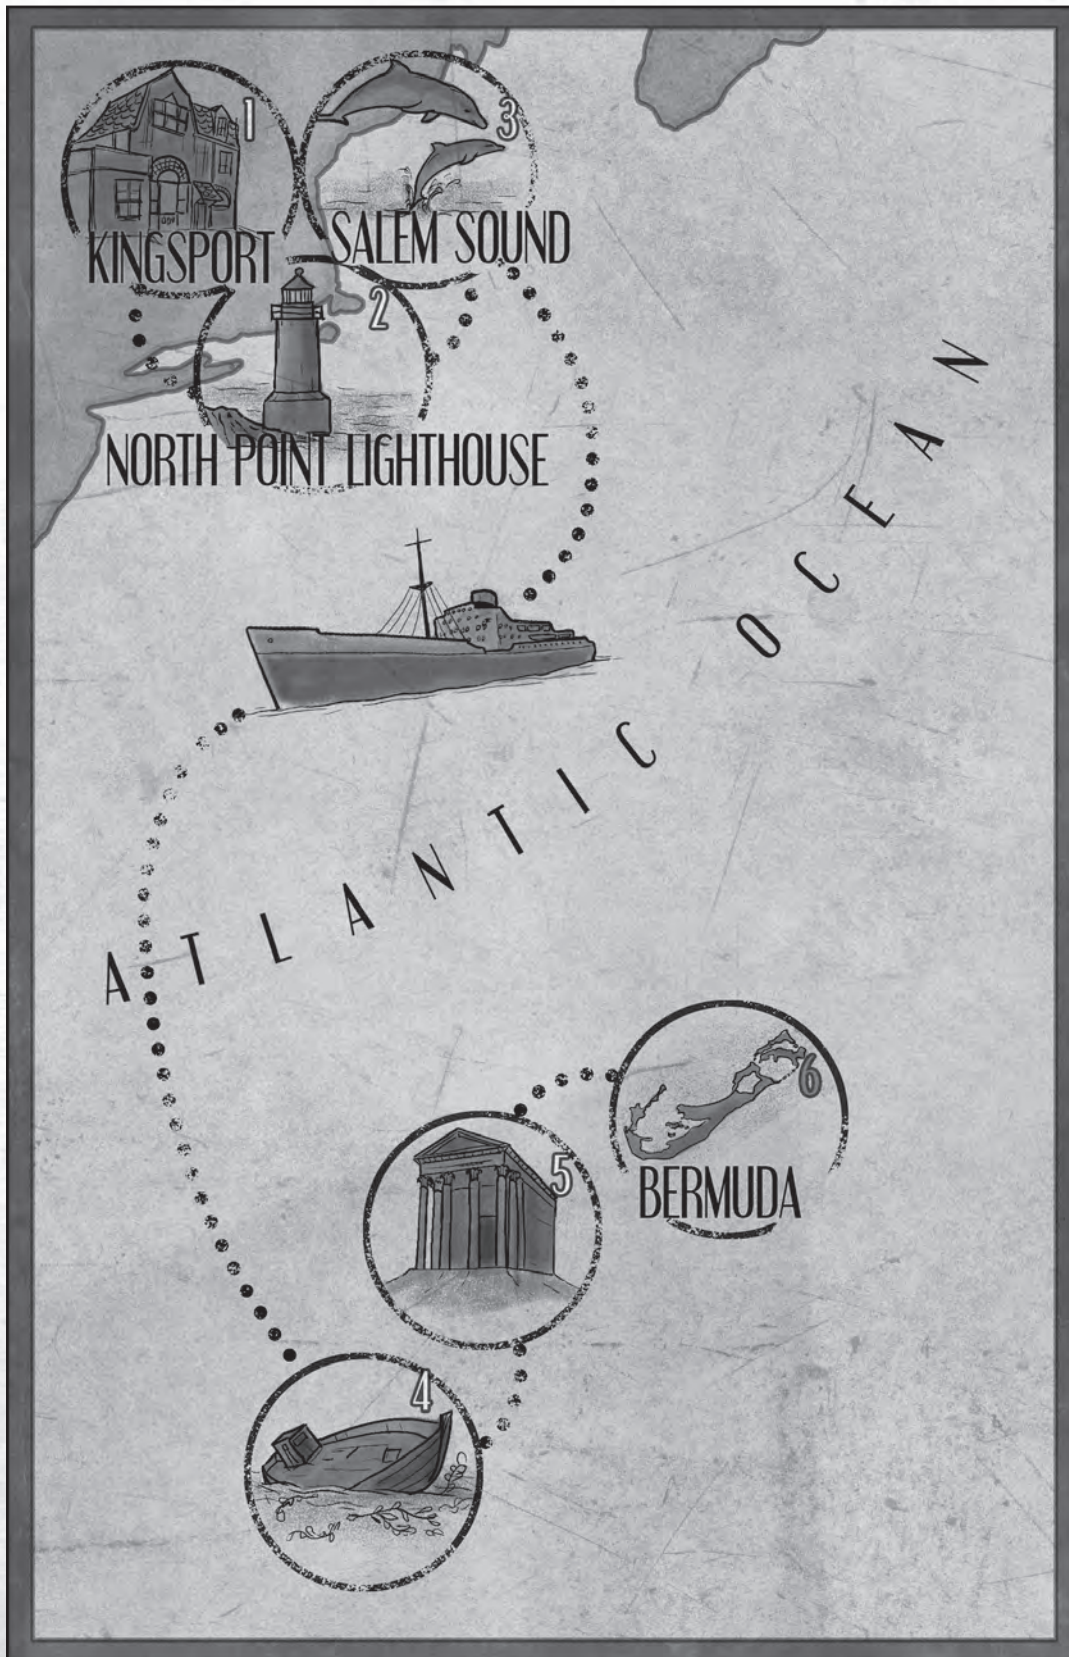 1
KINGSPORT
3
SALEM SOUND
2
NORTH POINT LIGHTHOUSE
ATLANTIC OCEAN
6
BERMUDA
5
4